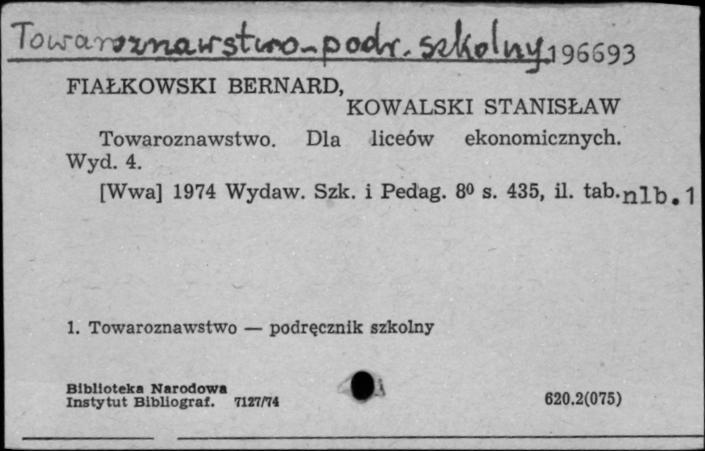 Towaroznawstwo – podr. szkolny 196693
FIAŁKOWSKI BERNARD,
KOWALSKI STANISŁAW
Towaroznawstwo. Dla liceów ekonomicznych.
Wyd. 4.
[Wwa] 1974 Wydaw. Szk. i Pedag. 8⁰ s. 435, il. tab. nlb. 1
1. Towaroznawstwo — podręcznik szkolny
Biblioteka Narodowa
Instytut Bibliograf. 7127/74
620.2(075)